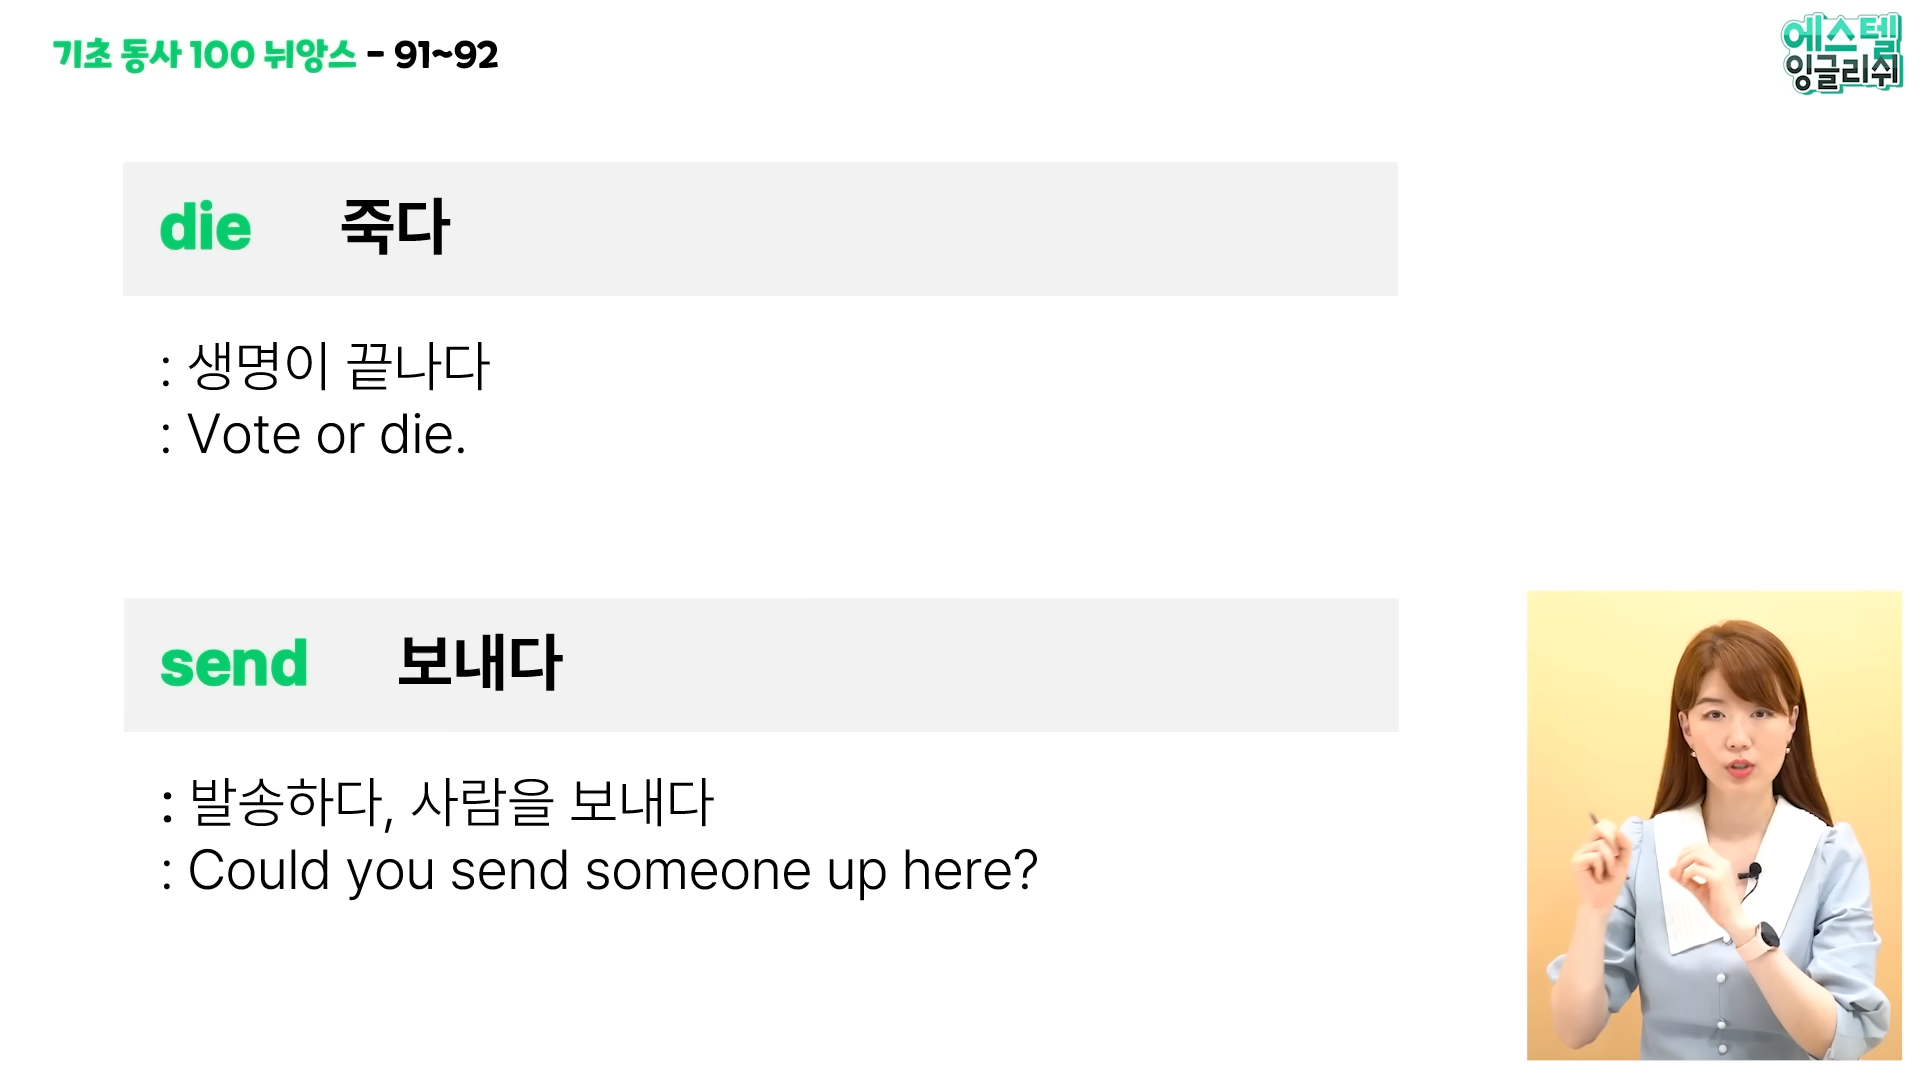 기초 동사 100 뉘앙스 - 91~92
에스텔
잉글리쉬
die 죽다
: 생명이 끝나다
: Vote or die.
send 보내다
: 발송하다, 사람을 보내다
: Could you send someone up here?